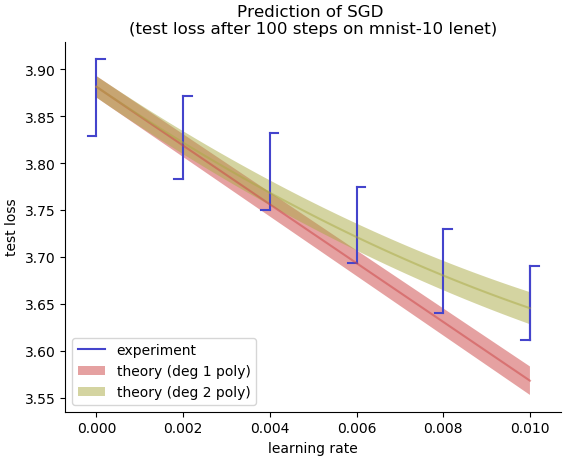 Prediction of SGD
(test loss after 100 steps on mnist-10 lenet)
test loss
3.90
3.85
3.80
3.75
3.70
3.65
3.60
3.55
experiment
theory (deg 1 poly)
theory (deg 2 poly)
0.000 0.002 0.004 0.006 0.008 0.010
learning rate